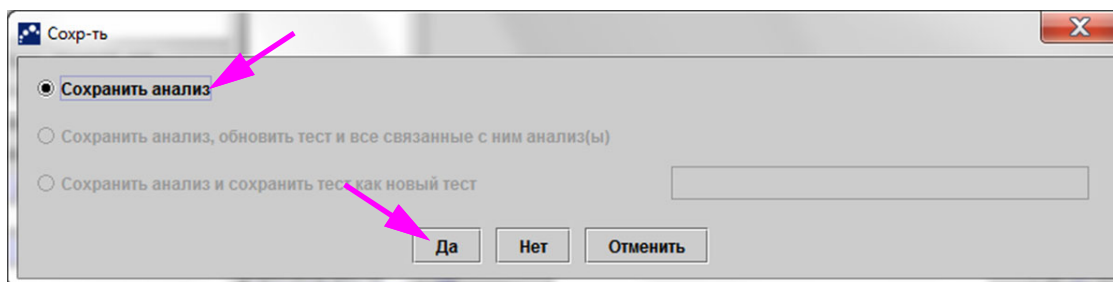 Сохр-ть
Сохранить анализ
Сохранить анализ, обновить тест и все связанные с ним анализ(ы)
Сохранить анализ и сохранить тест как новый тест
Да Нет Отменить